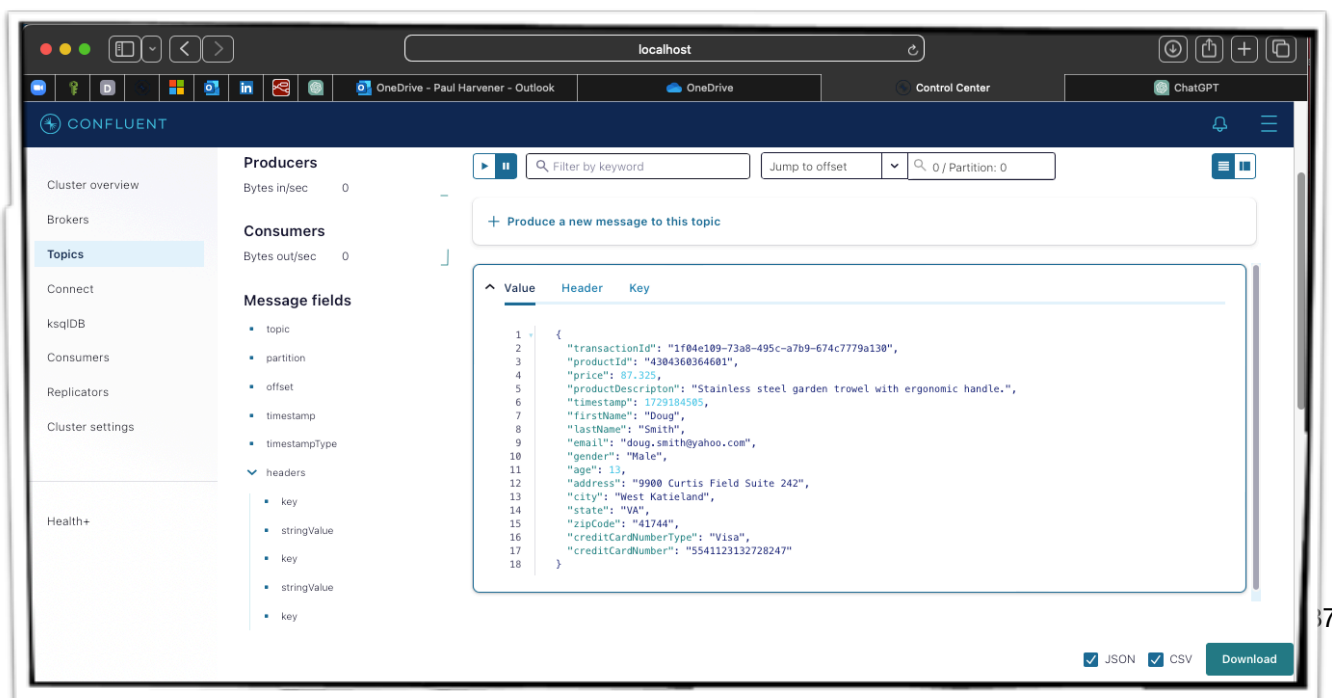 localhost
OneDrive - Paul Harvener - Outlook
OneDrive
Control Center
ChatGPT
CONFLUENT
Cluster overview
Brokers
Topics
Connect
ksqlDB
Consumers
Replicators
Cluster settings
Health+
Producers
Bytes in/sec 0
Consumers
Bytes out/sec 0
Message fields
topic
partition
offset
timestamp
timestampType
headers
key
stringValue
key
stringValue
key
Filter by keyword
Jump to offset
0 / Partition: 0
+ Produce a new message to this topic
Value Header Key
1 {
2 "transactionId": "1f04e109-73a8-495c-a7b9-674c7779a130",
3 "productId": "4304360364601",
4 "price": 87.325,
5 "productDescripton": "Stainless steel garden trowel with ergonomic handle.",
6 "timestamp": 1729184505,
7 "firstName": "Doug",
8 "lastName": "Smith",
9 "email": "doug.smith@yahoo.com",
10 "gender": "Male",
11 "age": 13,
12 "address": "9900 Curtis Field Suite 242",
13 "city": "West Katieland",
14 "state": "VA",
15 "zipCode": "41744",
16 "creditCardNumberType": "Visa",
17 "creditCardNumber": "5541123132728247"
18 }
JSON
CSV
Download